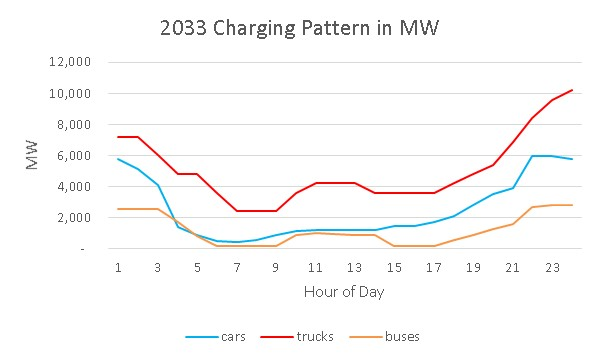 2033 Charging Pattern in MW
12,000
10,000
8,000
6,000
4,000
2,000
-
MW
1 3 5 7 9 11 13 15 17 19 21 23
Hour of Day
cars trucks buses